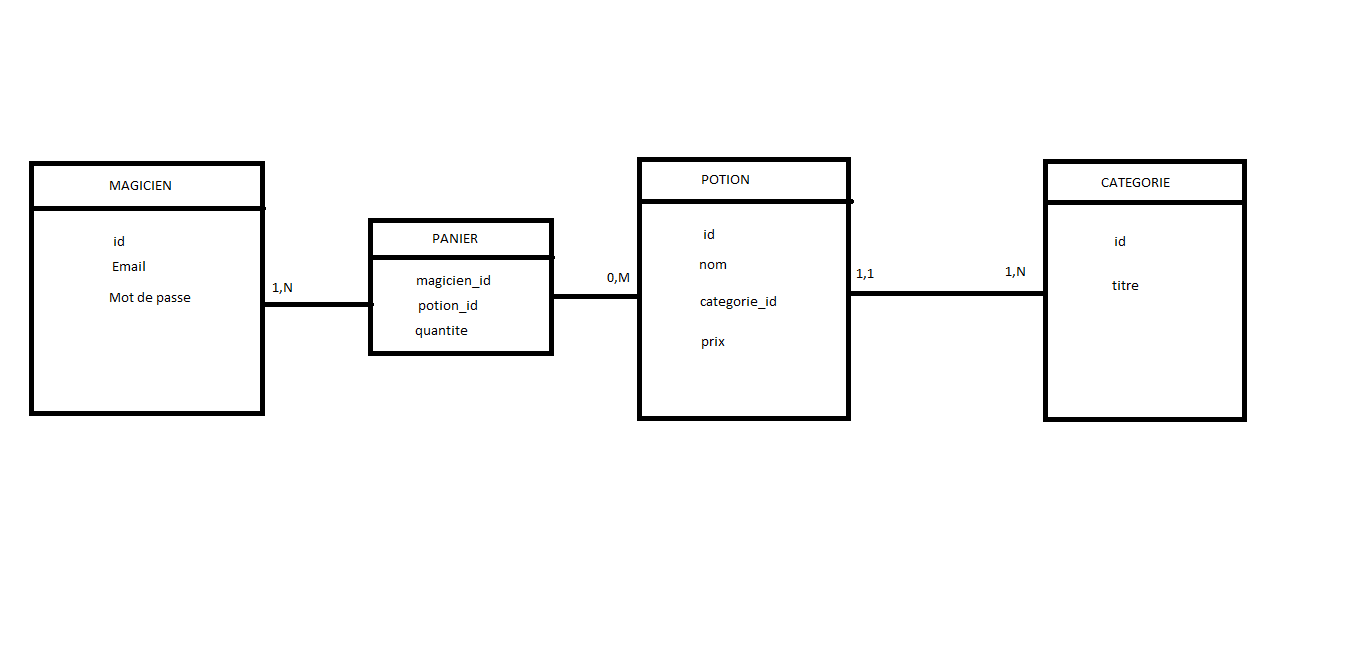 MAGICIEN
id
Email
Mot de passe
1,N
PANIER
magicien_id
potion_id
quantite
0,M
POTION
id
nom
categorie_id
prix
1,1
1,N
CATEGORIE
id
titre